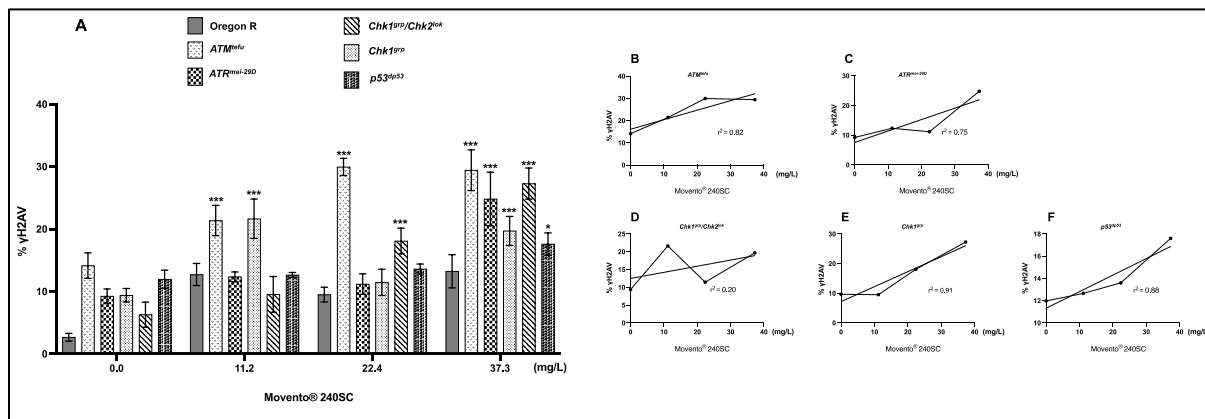 A
Oregon R
ATMtefu
ATRmei-29D
Chk1grp/Chk2lok
Chk1grp
p53dp53
% γH2AV
40
30
20
10
0
*** *** *** *** *** *** *** *** *
0.0 11.2 22.4 37.3 (mg/L)
Movento® 240SC
B
ATMtefu
% γH2AV
40
30
20
10
0
r2 = 0.82
0 10 20 30 40 (mg/L)
Movento® 240SC
C
ATRmei-29D
% γH2AV
30
20
10
0
r2 = 0.75
0 10 20 30 40 (mg/L)
Movento® 240SC
D
Chk1grp/Chk2lok
% γH2AV
25
20
15
10
5
0
r2 = 0.20
0 10 20 30 40 (mg/L)
Movento® 240SC
E
Chk1grp
% γH2AV
30
20
10
0
r2 = 0.91
0 10 20 30 40 (mg/L)
Movento® 240SC
F
p53dp53
% γH2AV
18
16
14
12
10
r2 = 0.88
0 10 20 30 40 (mg/L)
Movento® 240SC